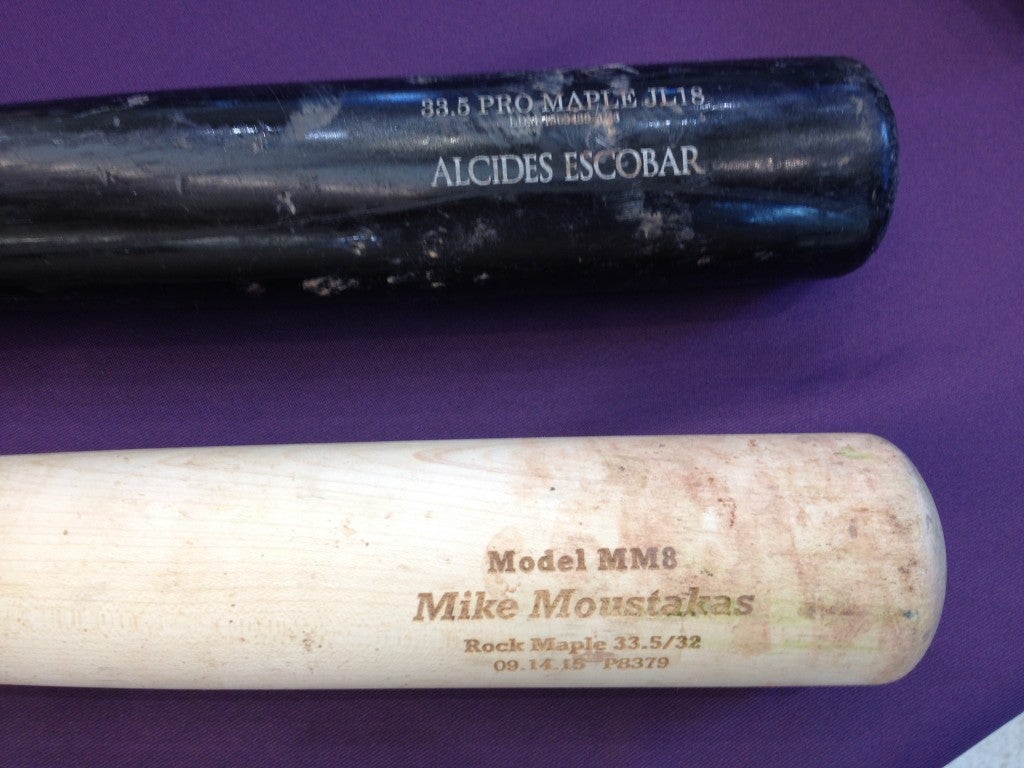 33.5 PRO MAPLE JL18
ALCIDES ESCOBAR
Model MM8
Mike Moustakas
Rock Maple 33.5/32
09.14.15 P8379